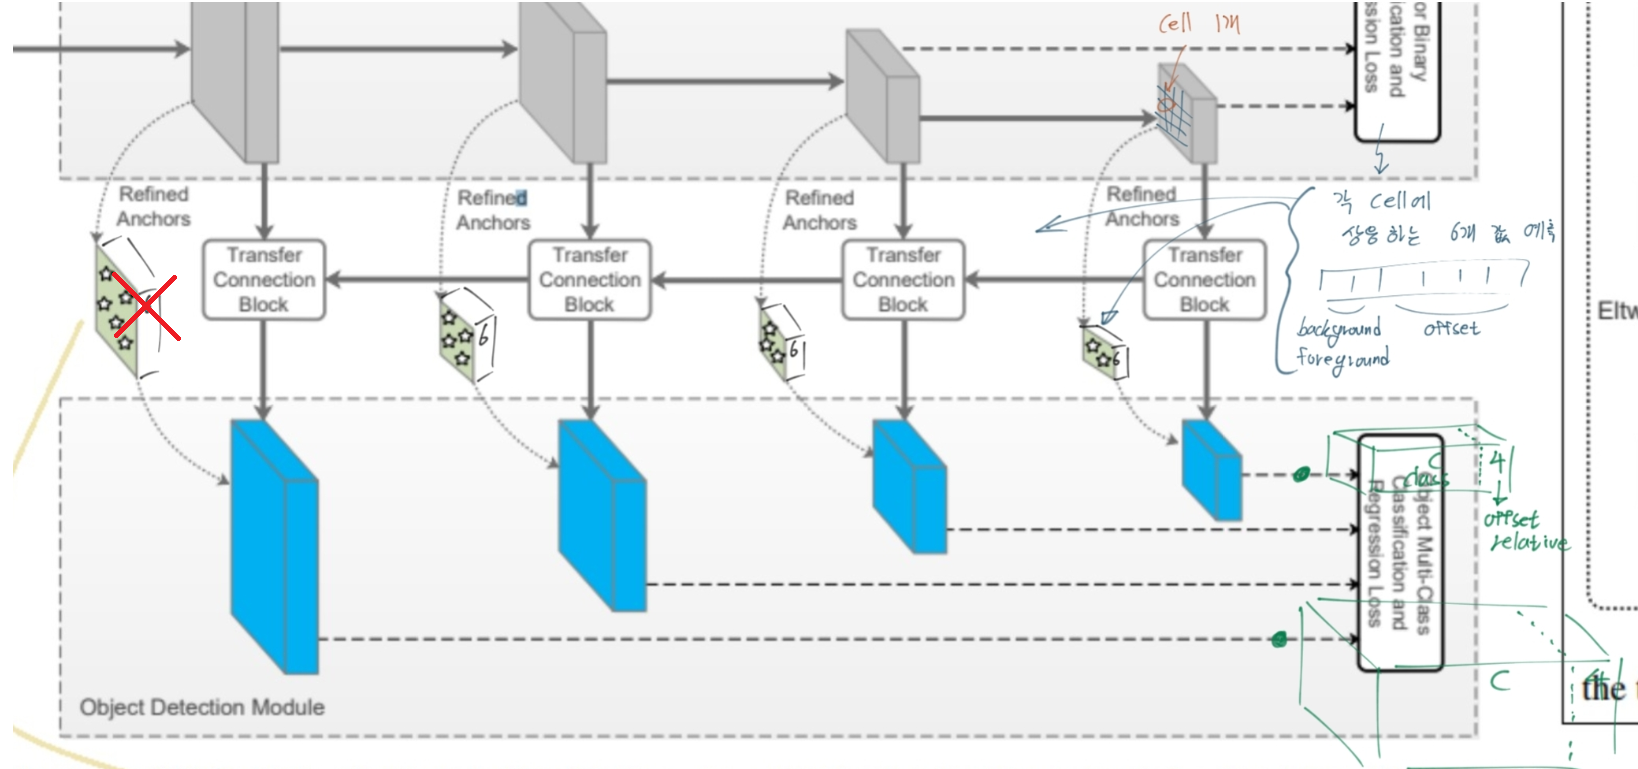 cell 1개
or Binary
ication and
ssion Loss
Refined
Anchors
Refined
Anchors
Refined
Anchors
Refined
Anchors
각 cell에
상응하는 6개 값 예측
Transfer
Connection
Block
Transfer
Connection
Block
Transfer
Connection
Block
Transfer
Connection
Block
6
6
6
background
foreground
offset
Eltw
C
class
4
offset
relative
Object Multi-Class
Classification and
Regression Loss
C
4
the t
Object Detection Module